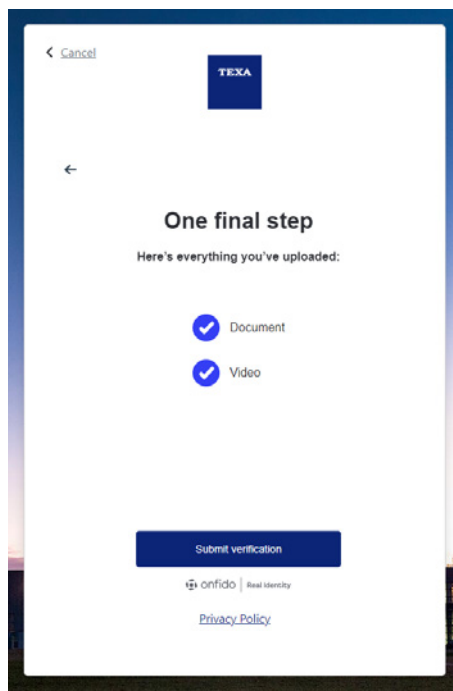 Cancel
TEXA
One final step
Here's everything you've uploaded:
Document
Video
Submit verification
onfido | Real Identity
Privacy Policy